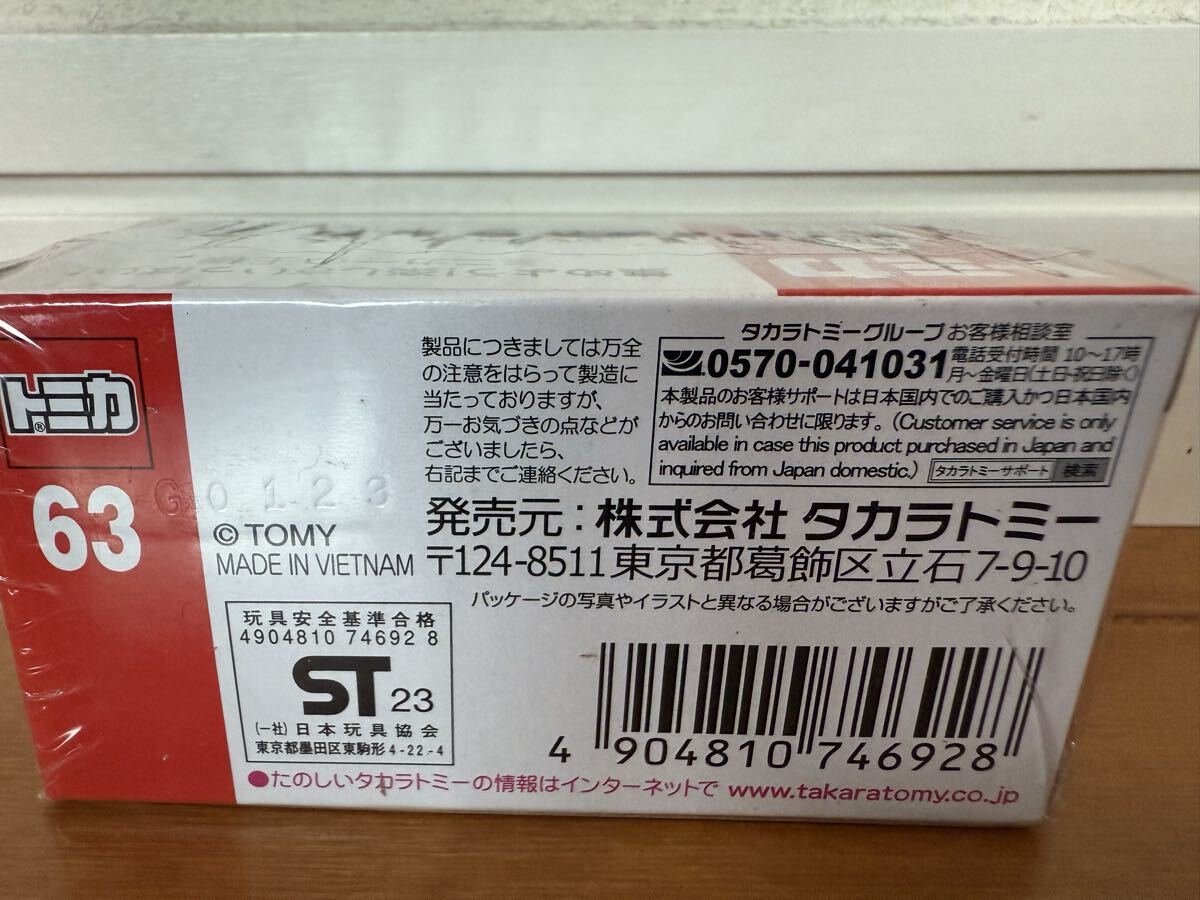 トミカ®
63
G0123
© TOMY
MADE IN VIETNAM
製品につきましては万全
の注意をはらって製造に
当たっておりますが、
万一お気づきの点などが
ございましたら、
右記までご連絡ください。
タカラトミーグループお客様相談室
0570-041031 電話受付時間 10〜17時
月〜金曜日(土日・祝日除く)
本製品のお客様サポートは日本国内でのご購入かつ日本国内
からのお問い合わせに限ります。(Customer service is only
available in case this product purchased in Japan and
inquired from Japan domestic.) タカラトミーサポート 検索
発売元:株式会社 タカラトミー
〒124-8511 東京都葛飾区立石7-9-10
パッケージの写真やイラストと異なる場合がございますがご了承ください。
玩具安全基準合格
4904810 74692 8
ST 23
(一社)日本玩具協会
東京都墨田区東駒形4-22-4
4 904810 746928
●たのしいタカラトミーの情報はインターネットで www.takaratomy.co.jp